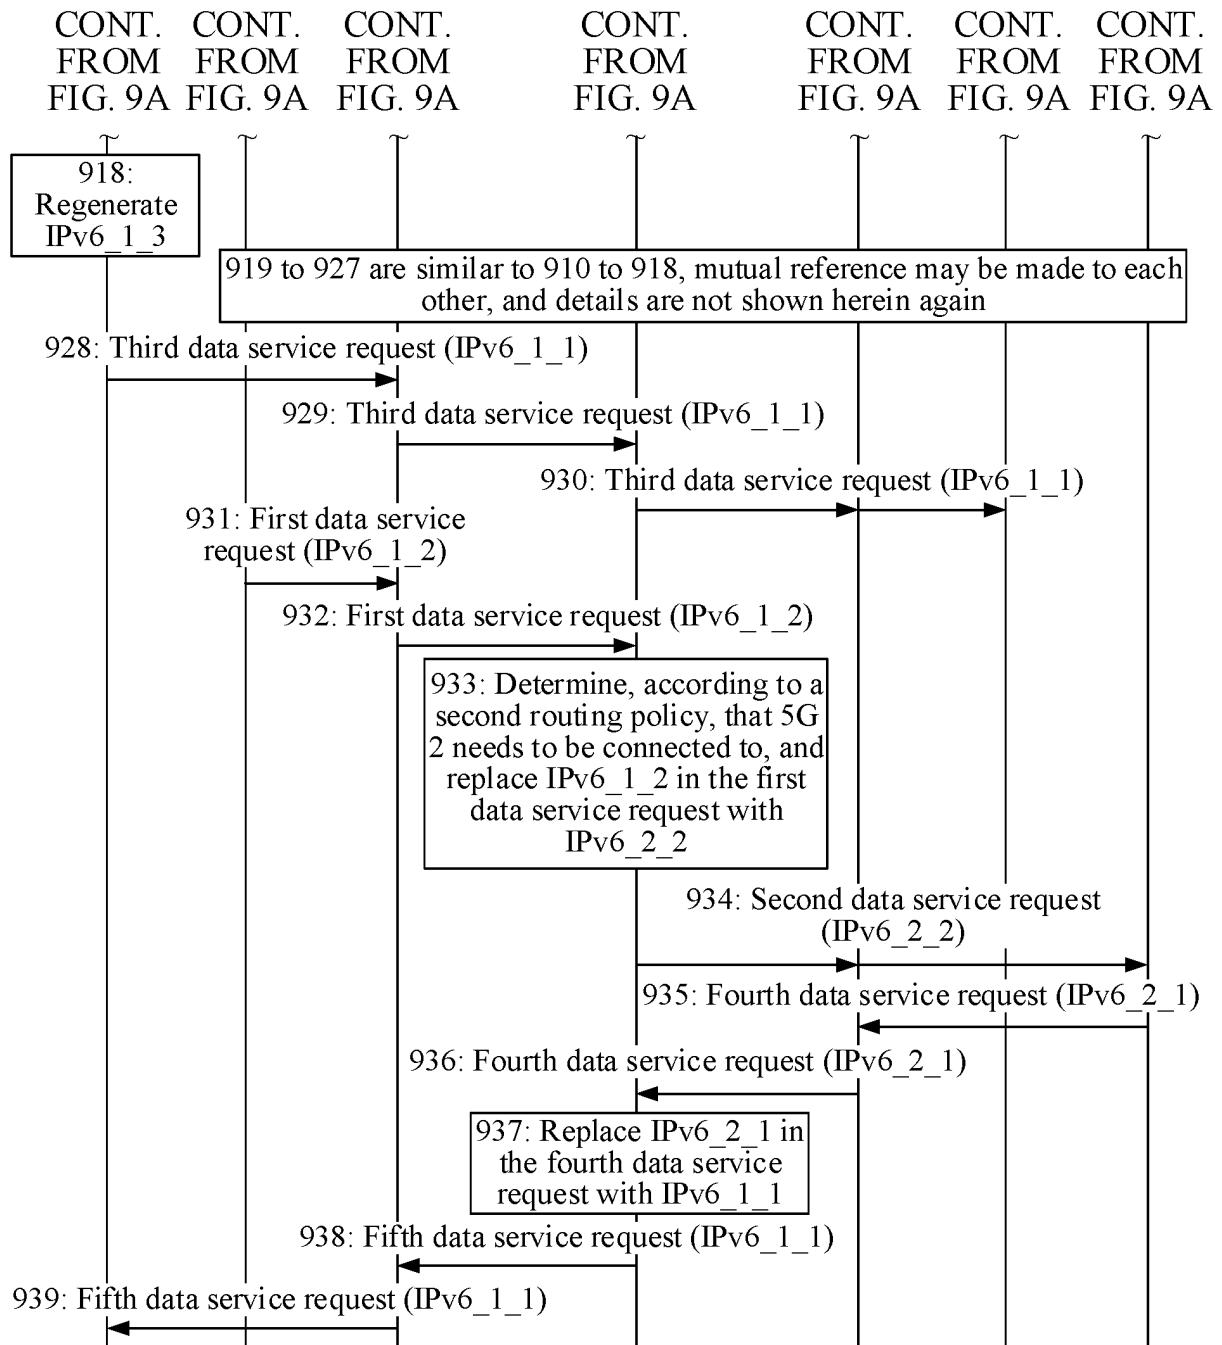 CONT. FROM FIG. 9A
CONT. FROM FIG. 9A
CONT. FROM FIG. 9A
CONT. FROM FIG. 9A
CONT. FROM FIG. 9A
CONT. FROM FIG. 9A
CONT. FROM FIG. 9A
918:
Regenerate
IPv6_1_3
919 to 927 are similar to 910 to 918, mutual reference may be made to each
other, and details are not shown herein again
928: Third data service request (IPv6_1_1)
929: Third data service request (IPv6_1_1)
930: Third data service request (IPv6_1_1)
931: First data service
request (IPv6_1_2)
932: First data service request (IPv6_1_2)
933: Determine, according to a
second routing policy, that 5G
2 needs to be connected to, and
replace IPv6_1_2 in the first
data service request with
IPv6_2_2
934: Second data service request
(IPv6_2_2)
935: Fourth data service request (IPv6_2_1)
936: Fourth data service request (IPv6_2_1)
937: Replace IPv6_2_1 in
the fourth data service
request with IPv6_1_1
938: Fifth data service request (IPv6_1_1)
939: Fifth data service request (IPv6_1_1)